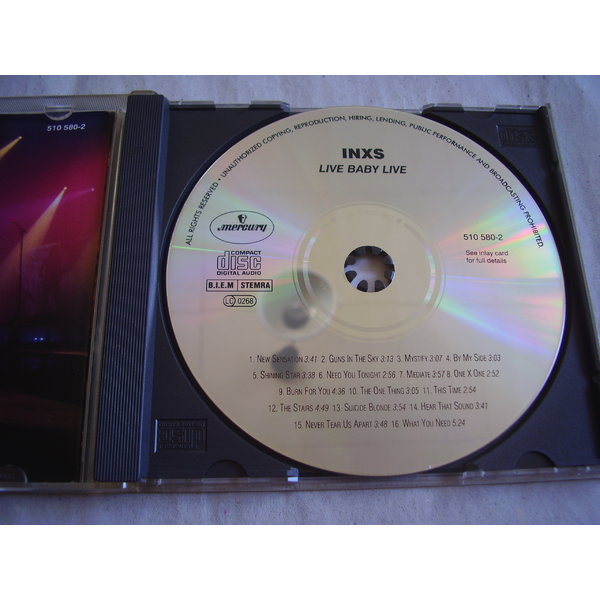 510 580-2
ALL RIGHTS RESERVED • UNAUTHORIZED COPYING, REPRODUCTION, HIRING, LENDING, PUBLIC PERFORMANCE AND BROADCASTING PROHIBITED.
INXS
LIVE BABY LIVE
mercury
510 580-2
COMPACT
disc
DIGITAL AUDIO
See inlay card
for full details
B.I.E.M STEMRA
LC 0268
1. NEW SENSATION 3:41 2. GUNS IN THE SKY 3:13 3. MYSTIFY 3:07 4. BY MY SIDE 3:03
5. SHINING STAR 3:38 6. NEED YOU TONIGHT 2:56 7. MEDIATE 3:57 8. ONE X ONE 2:52
9. BURN FOR YOU 4:36 10. THE ONE THING 3:05 11. THIS TIME 2:54
12. THE STAIRS 4:49 13. SUICIDE BLONDE 3:54 14. HEAR THAT SOUND 3:41
15. NEVER TEAR US APART 3:48 16. WHAT YOU NEED 5:24
disc